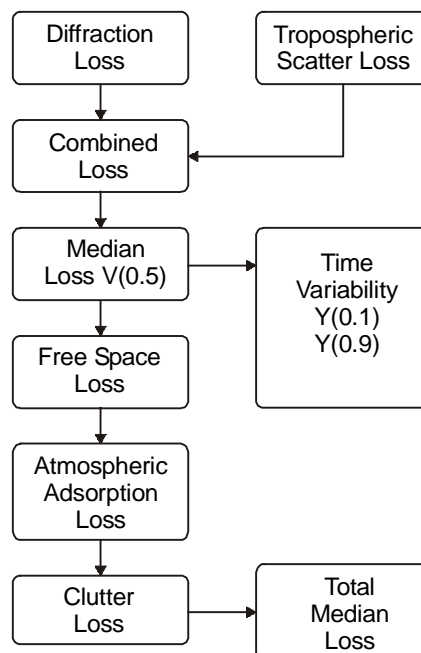 Diffraction
Loss
Tropospheric
Scatter Loss
Combined
Loss
Median
Loss V(0.5)
Time
Variability
Y(0.1)
Y(0.9)
Free Space
Loss
Atmospheric
Adsorption
Loss
Clutter
Loss
Total
Median
Loss